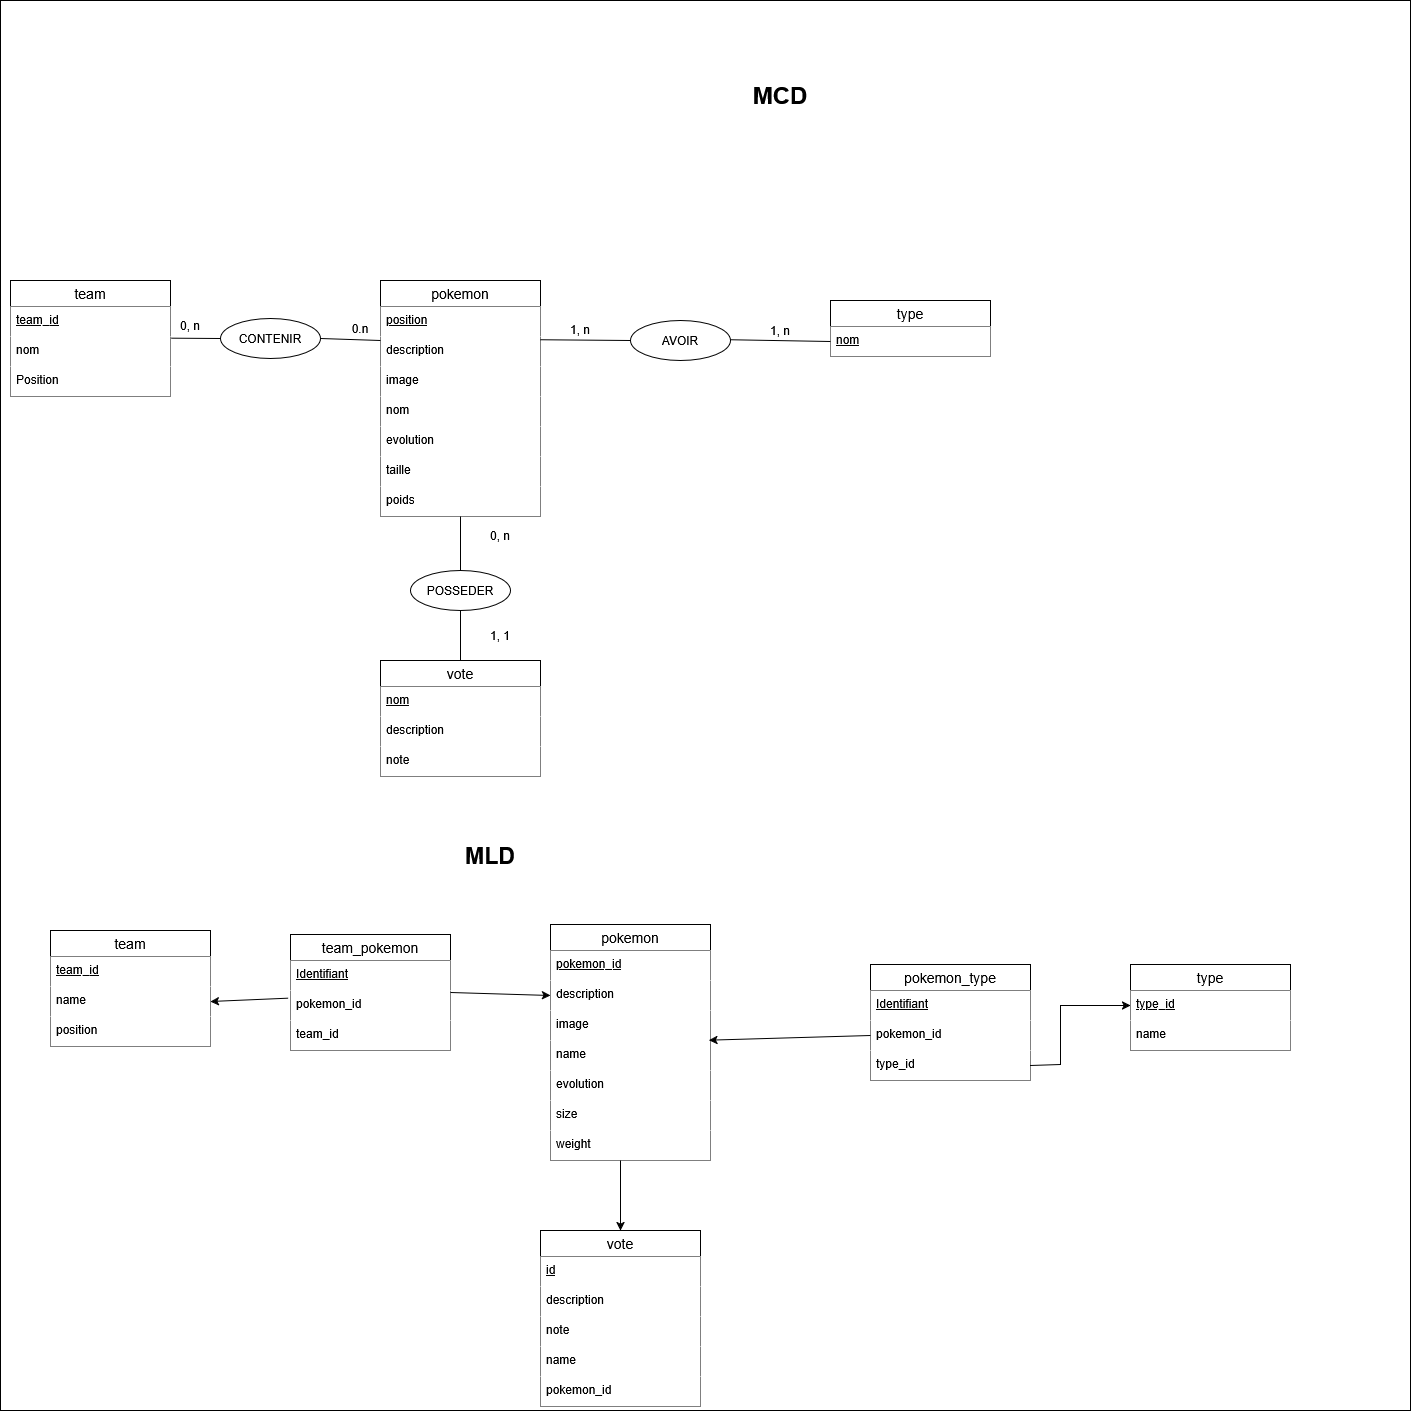 MCD
team
team_id
nom
Position
0, n
CONTENIR
0.n
pokemon
position
description
image
nom
evolution
taille
poids
1, n
AVOIR
1, n
type
nom
0, n
POSSEDER
1, 1
vote
nom
description
note
MLD
team
team_id
name
position
team_pokemon
Identifiant
pokemon_id
team_id
pokemon
pokemon_id
description
image
name
evolution
size
weight
pokemon_type
Identifiant
pokemon_id
type_id
type
type_id
name
vote
id
description
note
name
pokemon_id